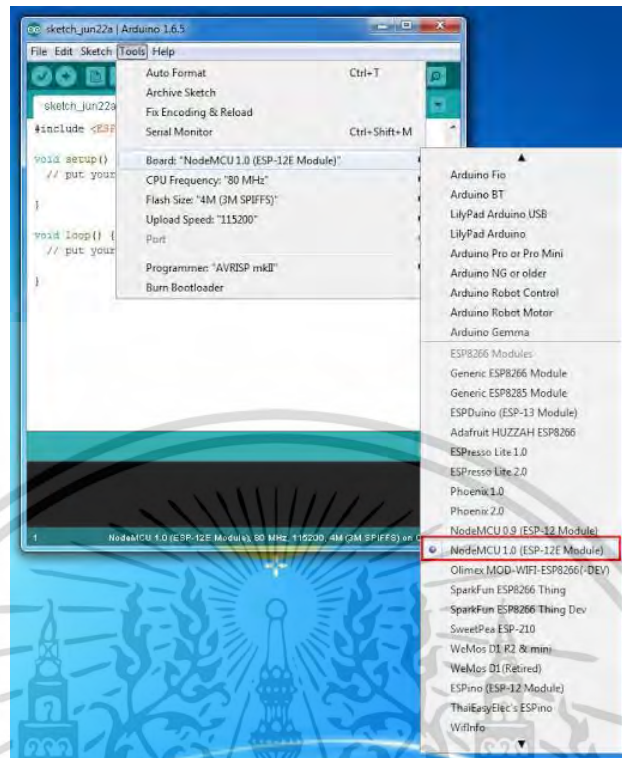 sketch_jun22a | Arduino 1.6.5
File Edit Sketch Tools Help
sketch_jun22a
#include <ESP
void setup()
// put your
}
void loop() {
// put your
}
Auto Format Ctrl+T
Archive Sketch
Fix Encoding & Reload
Serial Monitor Ctrl+Shift+M
Board: "NodeMCU 1.0 (ESP-12E Module)"
CPU Frequency: "80 MHz"
Flash Size: "4M (3M SPIFFS)"
Upload Speed: "115200"
Port
Programmer: "AVRISP mkII"
Burn Bootloader
Arduino Fio
Arduino BT
LilyPad Arduino USB
LilyPad Arduino
Arduino Pro or Pro Mini
Arduino NG or older
Arduino Robot Control
Arduino Robot Motor
Arduino Gemma
ESP8266 Modules
Generic ESP8266 Module
Generic ESP8285 Module
ESPDuino (ESP-13 Module)
Adafruit HUZZAH ESP8266
ESPresso Lite 1.0
ESPresso Lite 2.0
Phoenix 1.0
Phoenix 2.0
NodeMCU 0.9 (ESP-12 Module)
NodeMCU 1.0 (ESP-12E Module)
Olimex MOD-WIFI-ESP8266(-DEV)
SparkFun ESP8266 Thing
SparkFun ESP8266 Thing Dev
SweetPea ESP-210
WeMos D1 R2 & mini
WeMos D1(Retired)
ESPino (ESP-12 Module)
ThaiEasyElec's ESPino
WifInfo
1 NodeMCU 1.0 (ESP-12E Module), 80 MHz, 115200, 4M (3M SPIFFS) on